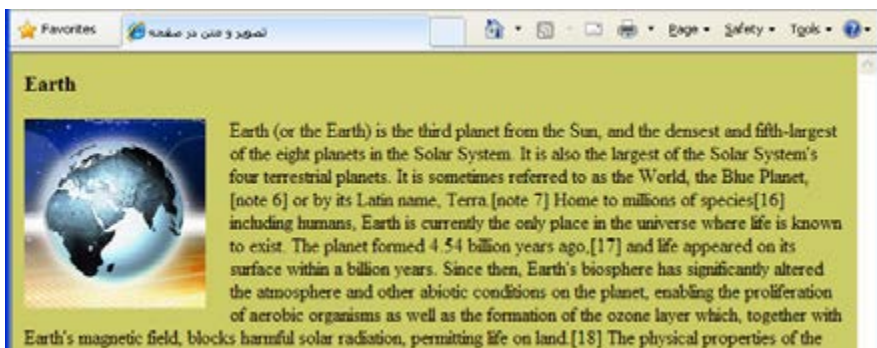 Favorites
تصویر و متن در صفحه
Page
Safety
Tools
Earth
Earth (or the Earth) is the third planet from the Sun, and the densest and fifth-largest
of the eight planets in the Solar System. It is also the largest of the Solar System's
four terrestrial planets. It is sometimes referred to as the World, the Blue Planet,
[note 6] or by its Latin name, Terra.[note 7] Home to millions of species[16]
including humans, Earth is currently the only place in the universe where life is known
to exist. The planet formed 4.54 billion years ago,[17] and life appeared on its
surface within a billion years. Since then, Earth's biosphere has significantly altered
the atmosphere and other abiotic conditions on the planet, enabling the proliferation
of aerobic organisms as well as the formation of the ozone layer which, together with
Earth's magnetic field, blocks harmful solar radiation, permitting life on land.[18] The physical properties of the